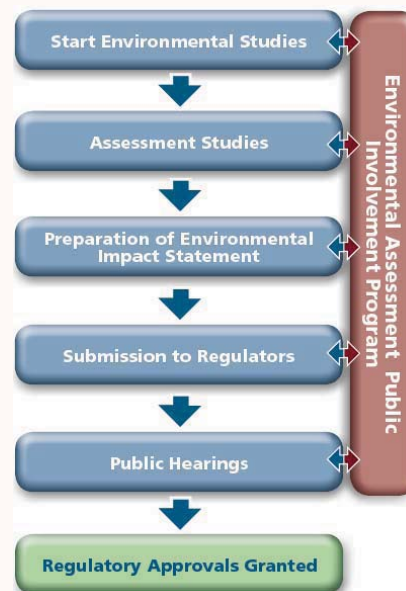 Start Environmental Studies
Assessment Studies
Preparation of Environmental
Impact Statement
Submission to Regulators
Public Hearings
Regulatory Approvals Granted
Environmental Assessment Public
Involvement Program